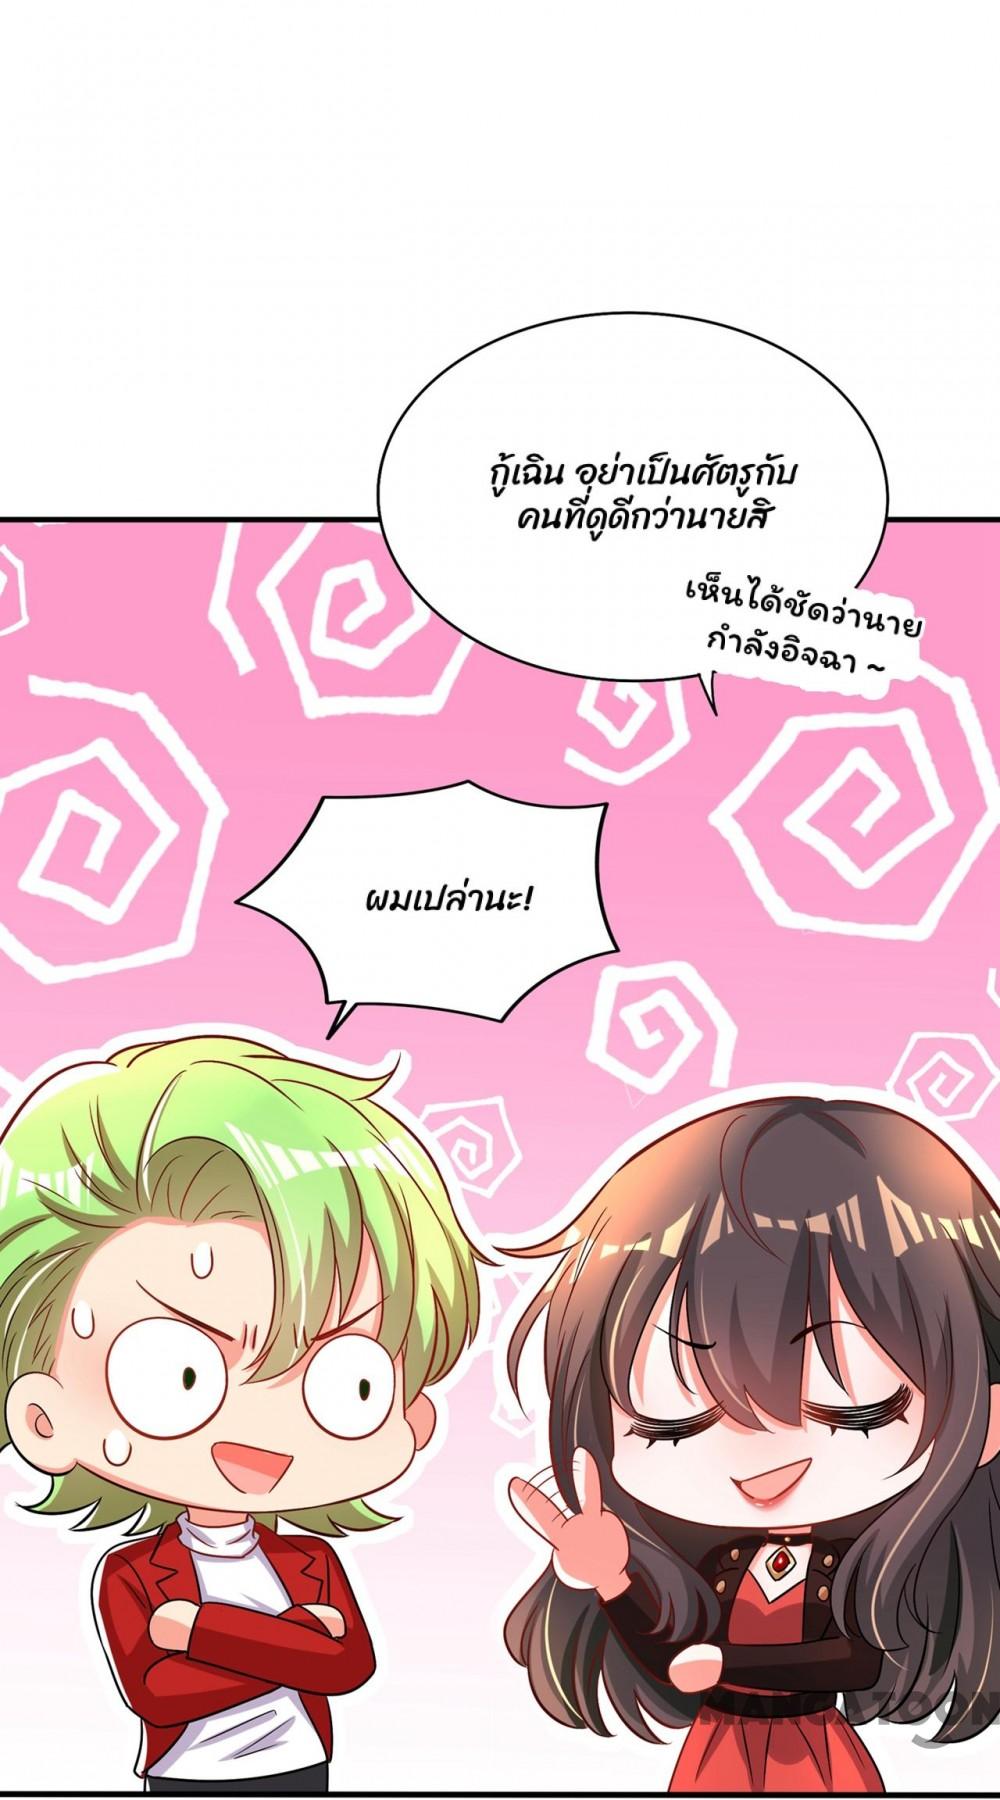 กู้เฉิน อย่าเป็นศัตรูกับ
คนที่ดูดีกว่านายสิ
เห็นได้ชัดว่านาย
กำลังอิจฉา ~
ผมเปล่านะ!
MANGATOON